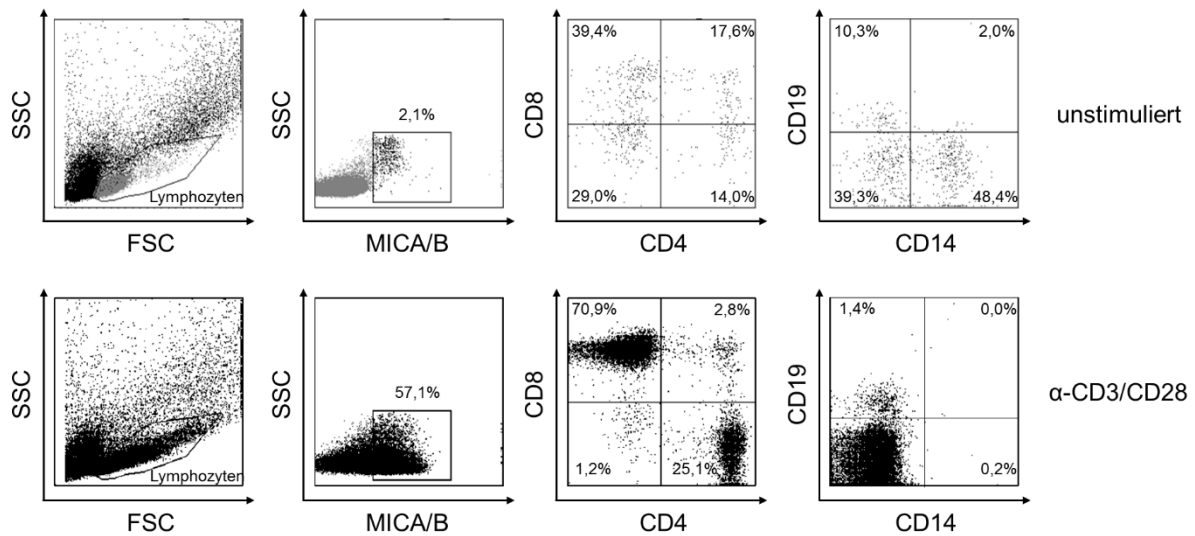 SSC
Lymphozyten
FSC
SSC
2,1%
MICA/B
CD8
39,4%
17,6%
29,0%
14,0%
CD4
CD19
10,3%
2,0%
39,3%
48,4%
CD14
unstimuliert
SSC
Lymphozyten
FSC
SSC
57,1%
MICA/B
CD8
70,9%
2,8%
1,2%
25,1%
CD4
CD19
1,4%
0,0%
0,2%
CD14
α-CD3/CD28